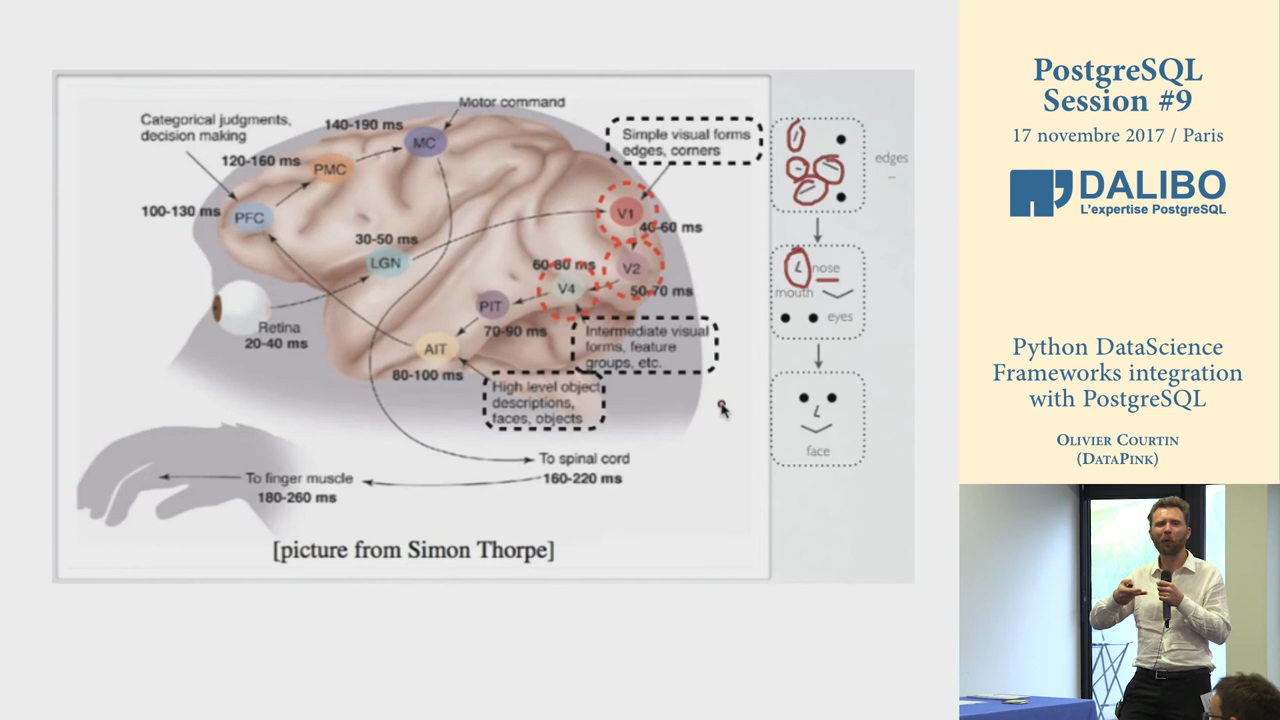 Motor command
Categorical judgments,
decision making
140-190 ms
MC
120-160 ms
PMC
100-130 ms
PFC
30-50 ms
LGN
Simple visual forms
edges, corners
V1
40-60 ms
V2
60-80 ms
50-70 ms
V4
PIT
70-90 ms
AIT
80-100 ms
Retina
20-40 ms
Intermediate visual
forms, feature
groups, etc.
High level object
descriptions,
faces, objects
To spinal cord
160-220 ms
To finger muscle
180-260 ms
[picture from Simon Thorpe]
edges
nose
mouth
eyes
face
PostgreSQL
Session #9
17 novembre 2017 / Paris
DALIBO
L'expertise PostgreSQL
Python DataScience
Frameworks integration
with PostgreSQL
Olivier Courtin
(DataPink)